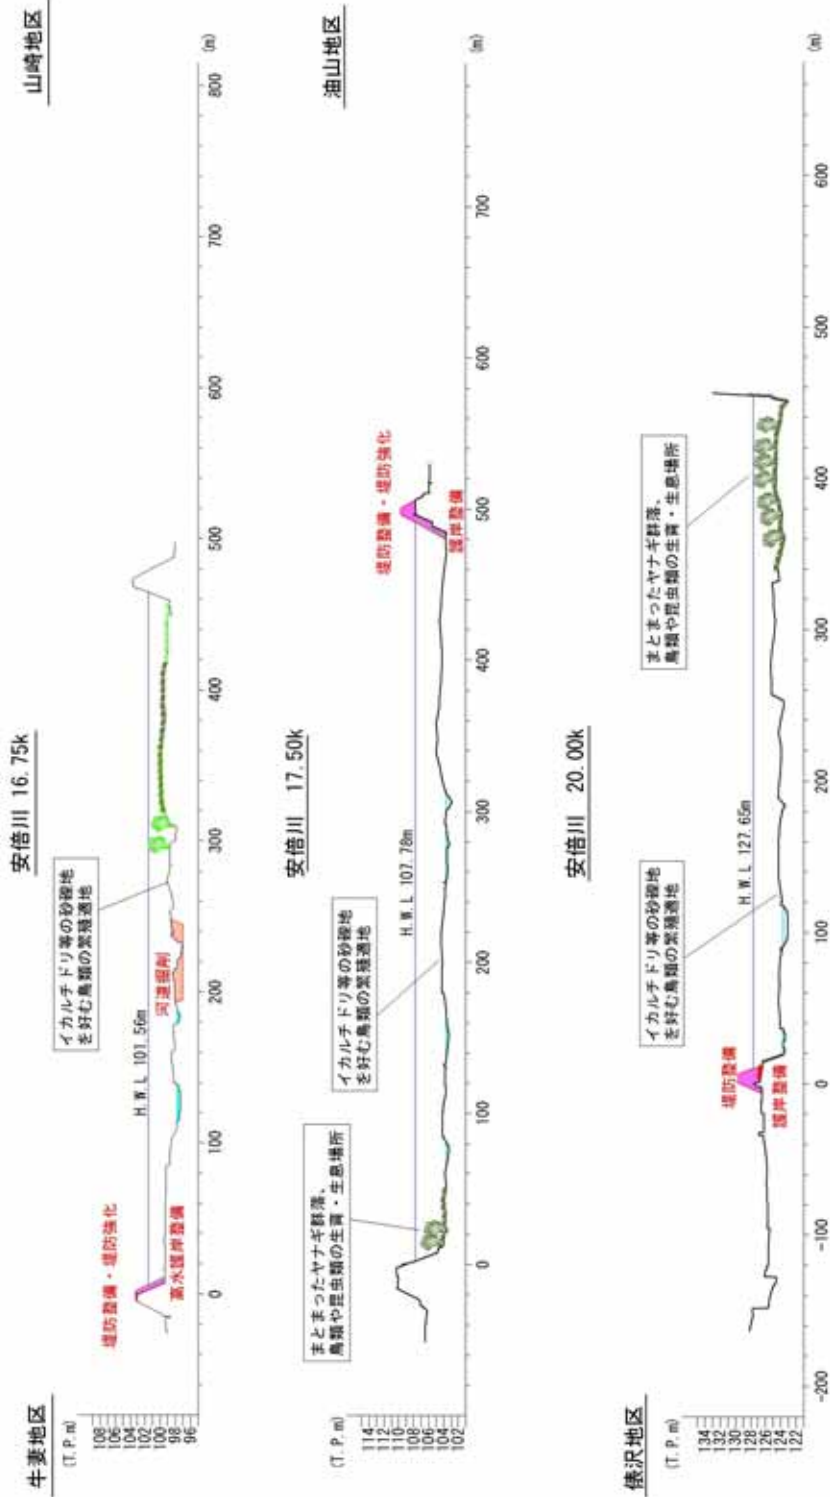 安倍川 16.75k
牛妻地区
山崎地区
(T.P.m)
108
106
104
102
100
98
96
堤防整備・堤防強化
高水護岸整備
H.W.L 101.56m
河道掘削
イカルチドリ等の砂礫地
を好む鳥類の繁殖適地
0
100
200
300
400
500
600
700
800
(m)
安倍川 17.50k
油山地区
(T.P.m)
114
112
110
108
106
104
102
まとまったヤナギ群落、
鳥類や昆虫類の生育・生息場所
イカルチドリ等の砂礫地
を好む鳥類の繁殖適地
H.W.L 107.78m
堤防整備・堤防強化
護岸整備
0
100
200
300
400
500
600
700
(m)
安倍川 20.00k
俵沢地区
(T.P.m)
134
132
130
128
126
124
122
堤防整備
護岸整備
イカルチドリ等の砂礫地
を好む鳥類の繁殖適地
H.W.L 127.65m
まとまったヤナギ群落、
鳥類や昆虫類の生育・生息場所
-200
-100
0
100
200
300
400
500
600
(m)